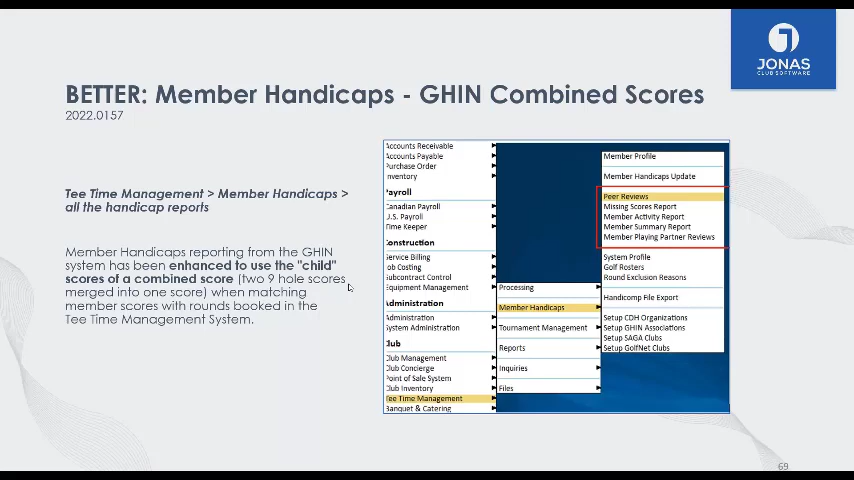 JONAS
CLUB SOFTWARE
BETTER: Member Handicaps - GHIN Combined Scores
2022.0157
Tee Time Management > Member Handicaps >
all the handicap reports
Member Handicaps reporting from the GHIN
system has been enhanced to use the "child"
scores of a combined score (two 9 hole scores
merged into one score) when matching
member scores with rounds booked in the
Tee Time Management System.
Accounts Receivable
Accounts Payable
Purchase Order
Inventory
Payroll
Canadian Payroll
U.S. Payroll
Time Keeper
Construction
Service Billing
Job Costing
Subcontract Control
Equipment Management
Administration
Administration
System Administration
Club
Club Management
Club Concierge
Point of Sale System
Club Inventory
Tee Time Management
Banquet & Catering
Processing
Member Handicaps
Tournament Management
Reports
Inquiries
Files
Member Profile
Member Handicaps Update
Peer Reviews
Missing Scores Report
Member Activity Report
Member Summary Report
Member Playing Partner Reviews
System Profile
Golf Rosters
Round Exclusion Reasons
Handicomp File Export
Setup CDH Organizations
Setup GHIN Associations
Setup SAGA Clubs
Setup GolfNet Clubs
69